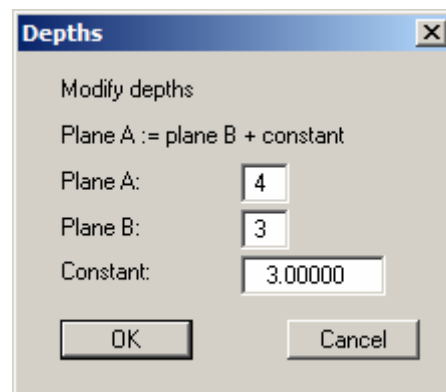 Depths
Modify depths
Plane A := plane B + constant
Plane A: 4
Plane B: 3
Constant: 3.00000
OK Cancel